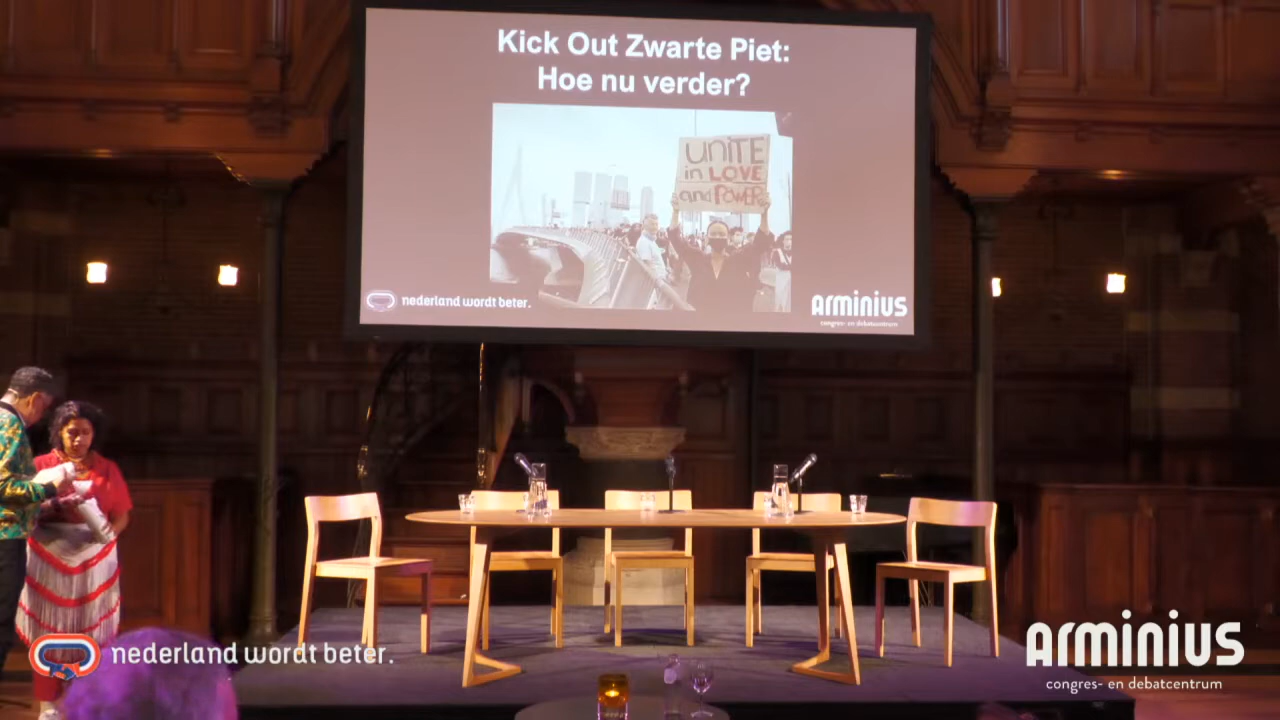 Kick Out Zwarte Piet:
Hoe nu verder?
UNITE
in LOVE
and POWER
nederland wordt beter.
ARMINIUS
congres- en debatcentrum
nederland wordt beter.
ARMINIUS
congres- en debatcentrum